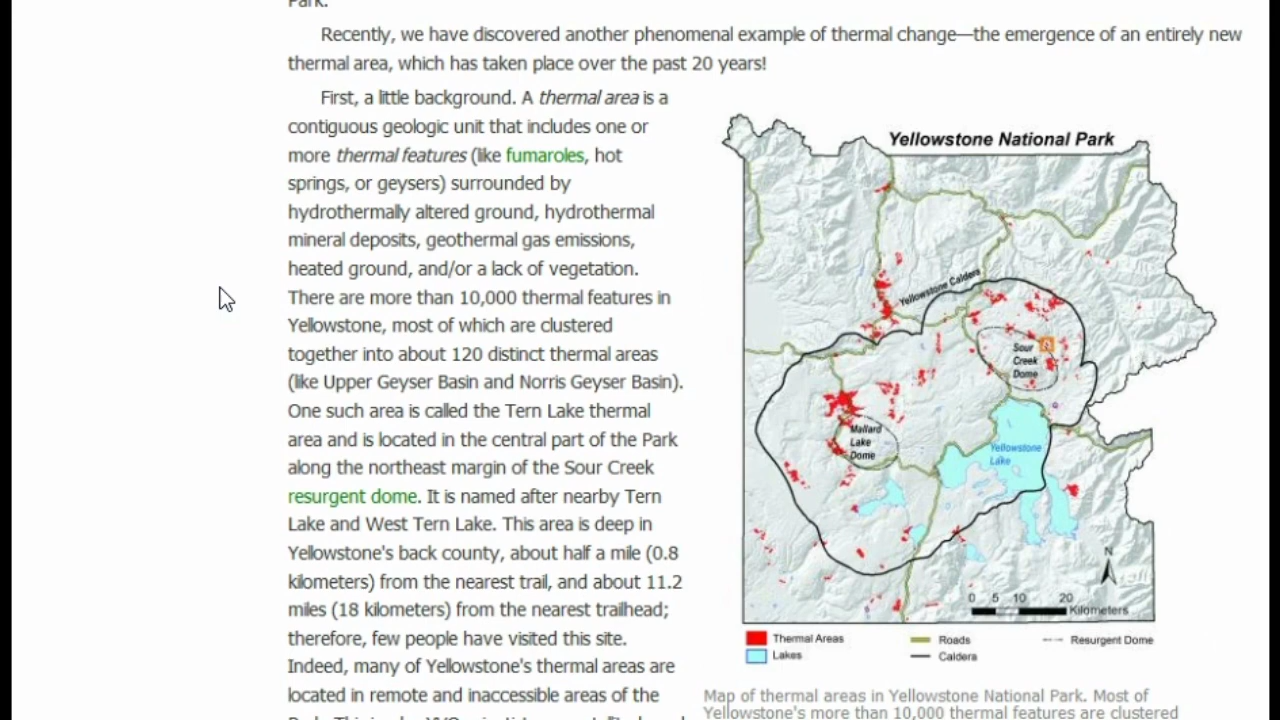 Park.
Recently, we have discovered another phenomenal example of thermal change—the emergence of an entirely new
thermal area, which has taken place over the past 20 years!
First, a little background. A thermal area is a
contiguous geologic unit that includes one or
more thermal features (like fumaroles, hot
springs, or geysers) surrounded by
hydrothermally altered ground, hydrothermal
mineral deposits, geothermal gas emissions,
heated ground, and/or a lack of vegetation.
There are more than 10,000 thermal features in
Yellowstone, most of which are clustered
together into about 120 distinct thermal areas
(like Upper Geyser Basin and Norris Geyser Basin).
One such area is called the Tern Lake thermal
area and is located in the central part of the Park
along the northeast margin of the Sour Creek
resurgent dome. It is named after nearby Tern
Lake and West Tern Lake. This area is deep in
Yellowstone's back county, about half a mile (0.8
kilometers) from the nearest trail, and about 11.2
miles (18 kilometers) from the nearest trailhead;
therefore, few people have visited this site.
Indeed, many of Yellowstone's thermal areas are
located in remote and inaccessible areas of the
Yellowstone National Park
Yellowstone Caldera
Sour
Creek
Dome
Mallard
Lake
Dome
Yellowstone
Lake
N
0 5 10 20
Kilometers
Thermal Areas
Roads
Resurgent Dome
Lakes
Caldera
Map of thermal areas in Yellowstone National Park. Most of
Yellowstone's more than 10,000 thermal features are clustered